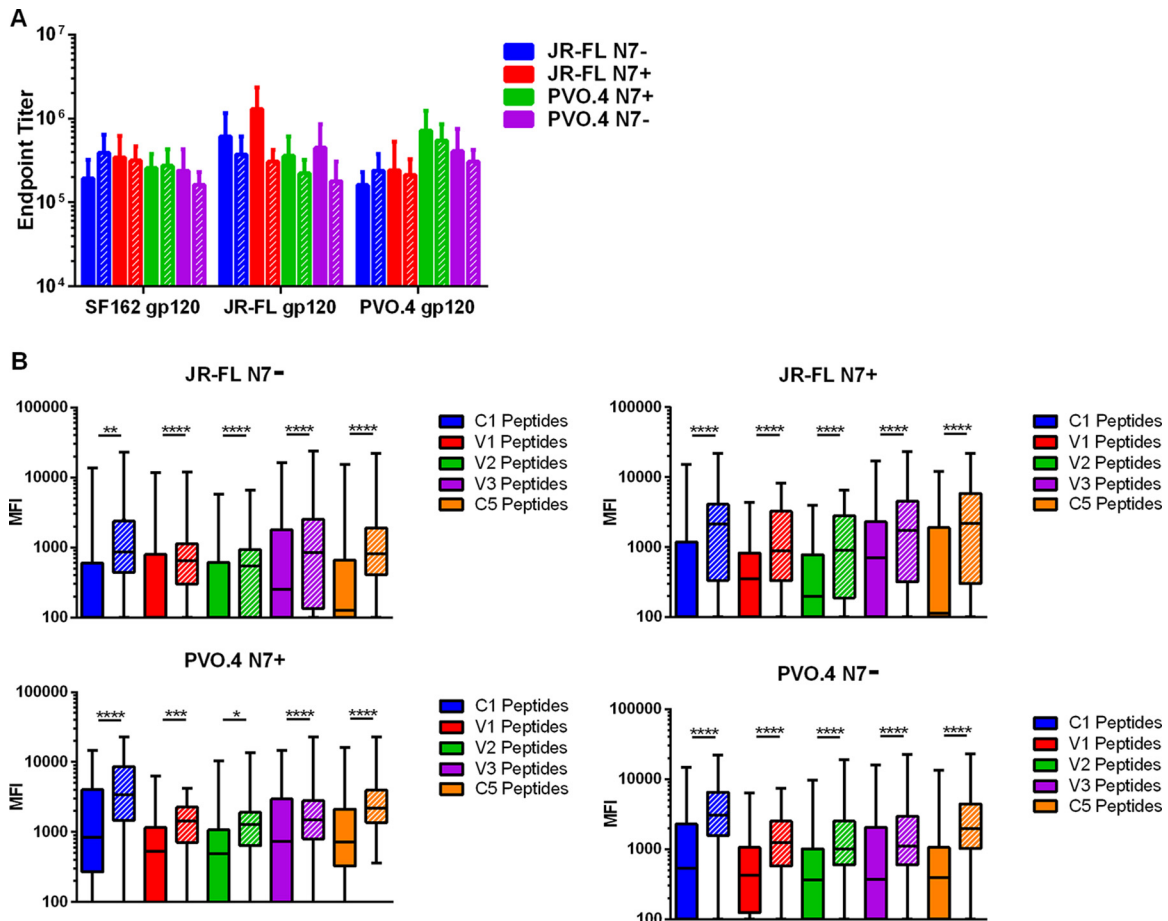 A
10^7
10^6
10^5
10^4
Endpoint Titer
JR-FL N7-
JR-FL N7+
PVO.4 N7+
PVO.4 N7-
SF162 gp120
JR-FL gp120
PVO.4 gp120
B
JR-FL N7-
100000
10000
1000
100
MFI
** **** **** **** ****
C1 Peptides
V1 Peptides
V2 Peptides
V3 Peptides
C5 Peptides
JR-FL N7+
100000
10000
1000
100
MFI
**** **** **** **** ****
C1 Peptides
V1 Peptides
V2 Peptides
V3 Peptides
C5 Peptides
PVO.4 N7+
100000
10000
1000
100
MFI
**** *** * **** ****
C1 Peptides
V1 Peptides
V2 Peptides
V3 Peptides
C5 Peptides
PVO.4 N7-
100000
10000
1000
100
MFI
**** **** **** **** ****
C1 Peptides
V1 Peptides
V2 Peptides
V3 Peptides
C5 Peptides